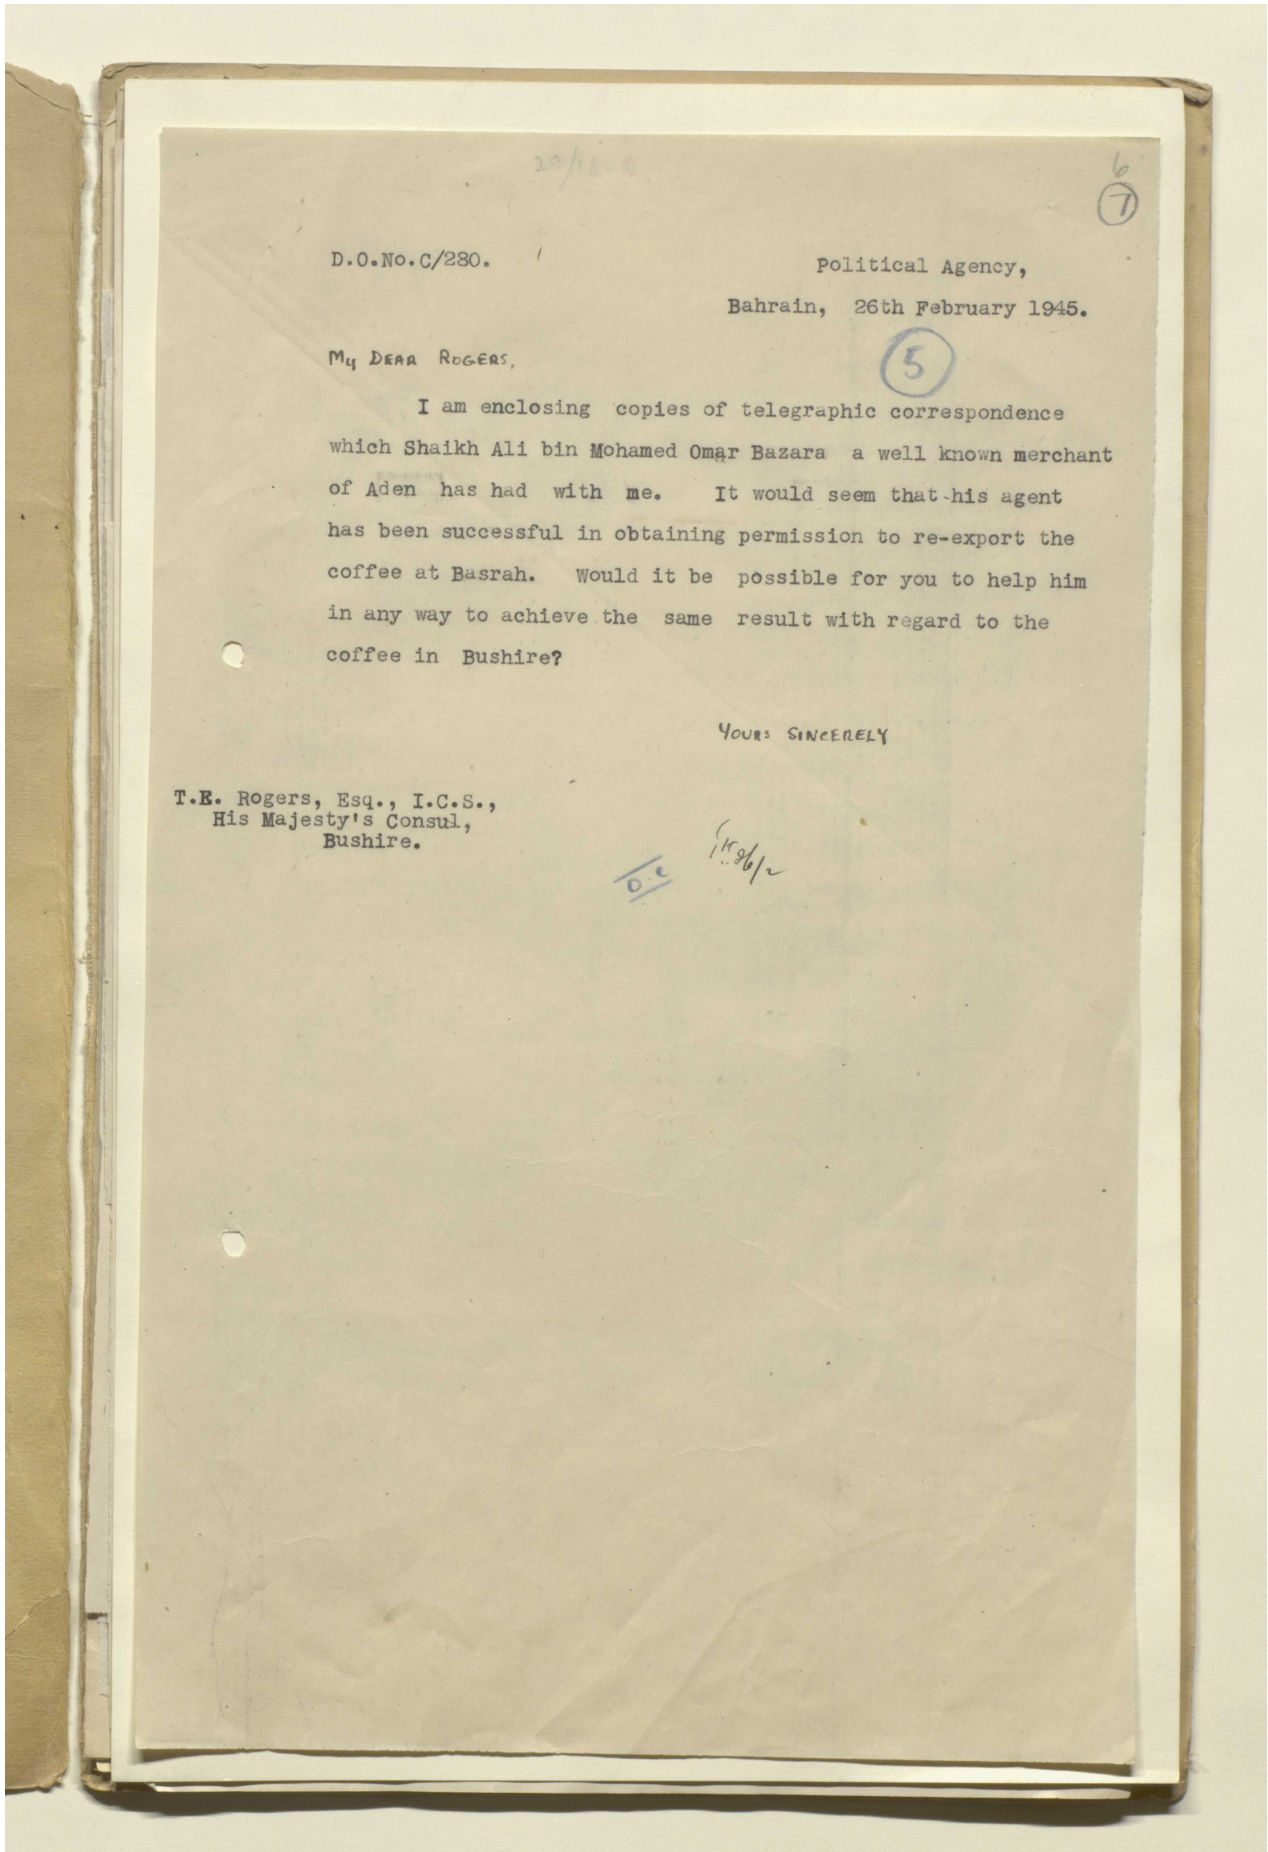 6
7
D.O.No.C/280.
Political Agency,
Bahrain, 26th February 1945.
5
My DEAR ROGERS,
I am enclosing copies of telegraphic correspondence
which Shaikh Ali bin Mohamed Omar Bazara a well known merchant
of Aden has had with me. It would seem that his agent
has been successful in obtaining permission to re-export the
coffee at Basrah. Would it be possible for you to help him
in any way to achieve the same result with regard to the
coffee in Bushire?
YOURS SINCERELY
T.E. Rogers, Esq., I.C.S.,
His Majesty's Consul,
Bushire.
26/2
O.C